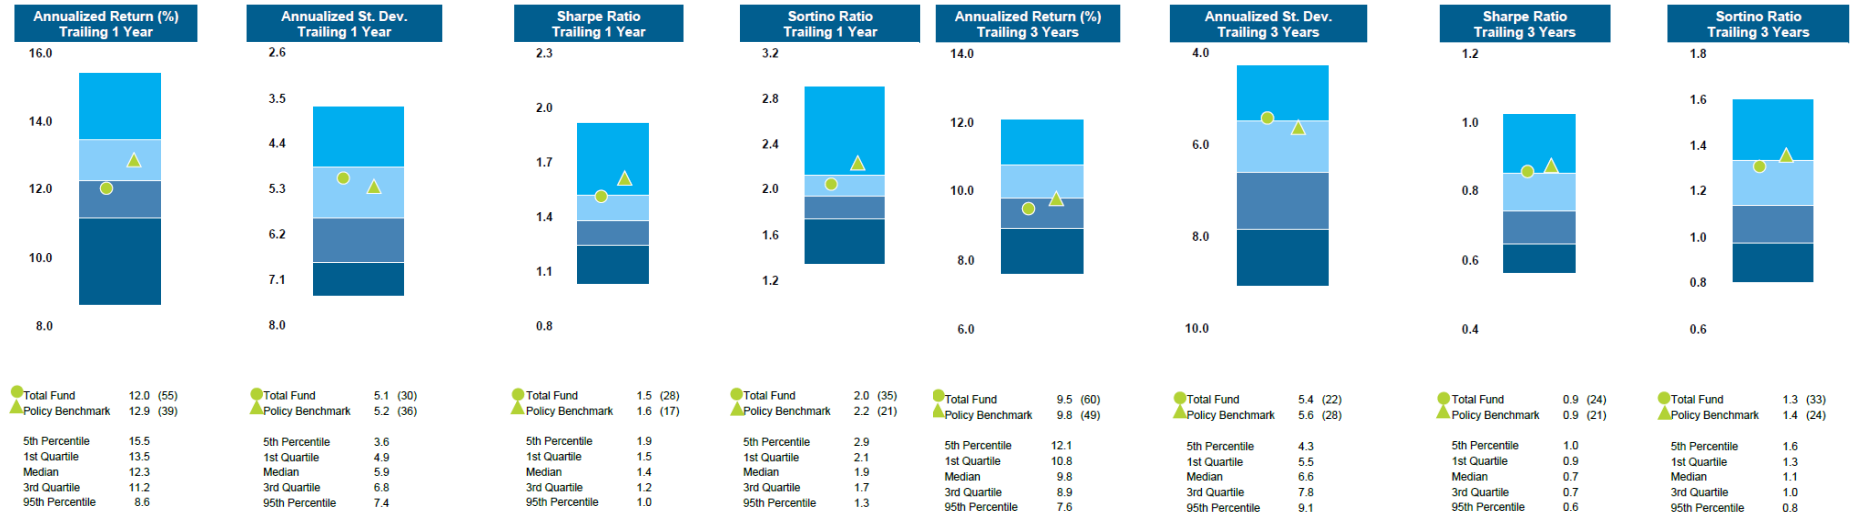 Annualized Return (%)
Trailing 1 Year
16.0
14.0
12.0
10.0
8.0
Total Fund 12.0 (55)
Policy Benchmark 12.9 (39)
5th Percentile 15.5
1st Quartile 13.5
Median 12.3
3rd Quartile 11.2
95th Percentile 8.6
Annualized St. Dev.
Trailing 1 Year
2.6
3.5
4.4
5.3
6.2
7.1
8.0
Total Fund 5.1 (30)
Policy Benchmark 5.2 (36)
5th Percentile 3.6
1st Quartile 4.9
Median 5.9
3rd Quartile 6.8
95th Percentile 7.4
Sharpe Ratio
Trailing 1 Year
2.3
2.0
1.7
1.4
1.1
0.8
Total Fund 1.5 (28)
Policy Benchmark 1.6 (17)
5th Percentile 1.9
1st Quartile 1.5
Median 1.4
3rd Quartile 1.2
95th Percentile 1.0
Sortino Ratio
Trailing 1 Year
3.2
2.8
2.4
2.0
1.6
1.2
Total Fund 2.0 (35)
Policy Benchmark 2.2 (21)
5th Percentile 2.9
1st Quartile 2.1
Median 1.9
3rd Quartile 1.7
95th Percentile 1.3
Annualized Return (%)
Trailing 3 Years
14.0
12.0
10.0
8.0
6.0
Total Fund 9.5 (60)
Policy Benchmark 9.8 (49)
5th Percentile 12.1
1st Quartile 10.8
Median 9.8
3rd Quartile 8.9
95th Percentile 7.6
Annualized St. Dev.
Trailing 3 Years
4.0
6.0
8.0
10.0
Total Fund 5.4 (22)
Policy Benchmark 5.6 (28)
5th Percentile 4.3
1st Quartile 5.5
Median 6.6
3rd Quartile 7.8
95th Percentile 9.1
Sharpe Ratio
Trailing 3 Years
1.2
1.0
0.8
0.6
0.4
Total Fund 0.9 (24)
Policy Benchmark 0.9 (21)
5th Percentile 1.0
1st Quartile 0.9
Median 0.7
3rd Quartile 0.7
95th Percentile 0.6
Sortino Ratio
Trailing 3 Years
1.8
1.6
1.4
1.2
1.0
0.8
0.6
Total Fund 1.3 (33)
Policy Benchmark 1.4 (24)
5th Percentile 1.6
1st Quartile 1.3
Median 1.1
3rd Quartile 1.0
95th Percentile 0.8